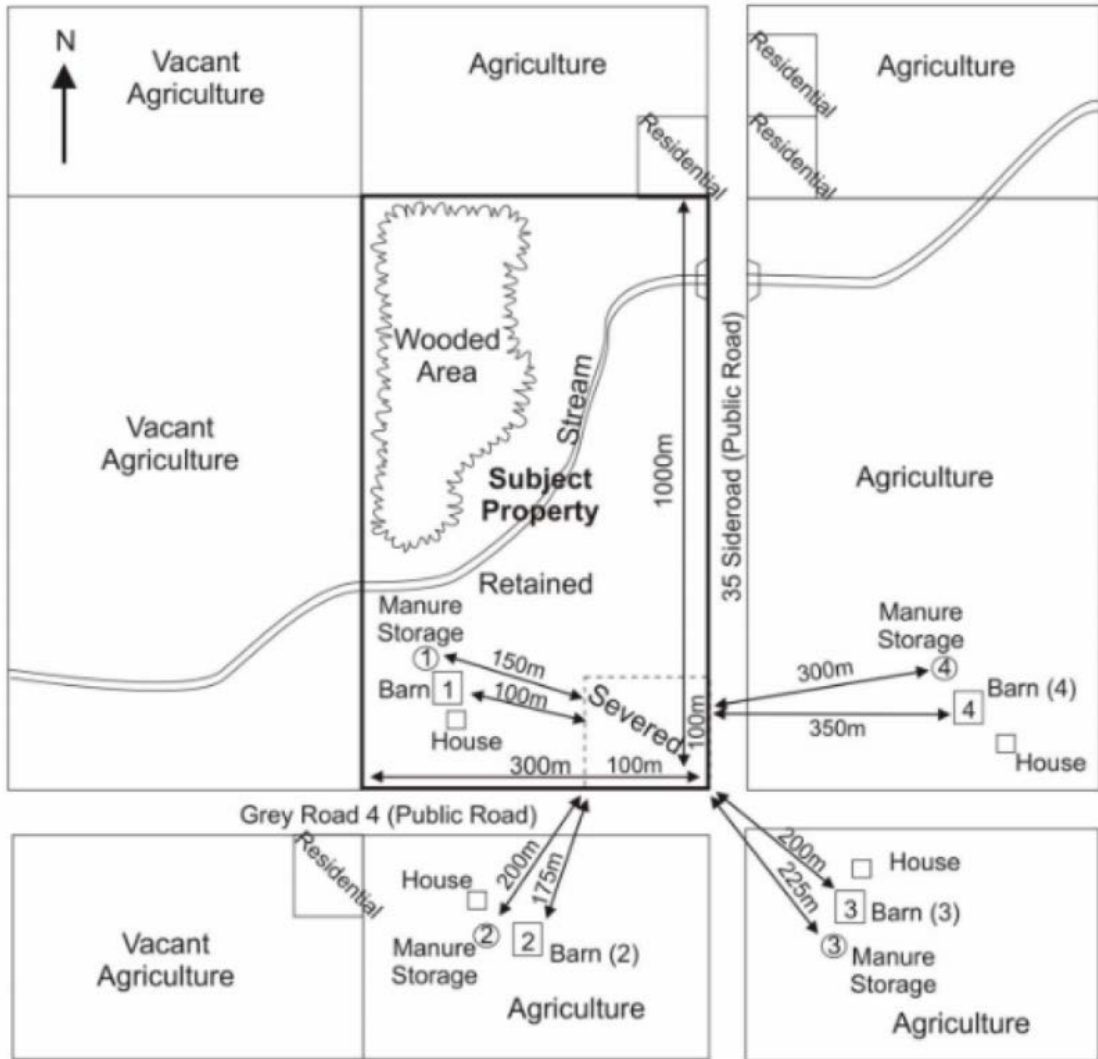 N
Vacant
Agriculture
Agriculture
Residential
Residential
Residential
Agriculture
Wooded
Area
Stream
Subject
Property
1000m
35 Sideroad (Public Road)
Vacant
Agriculture
Agriculture
Retained
Manure
Storage
1
150m
Barn 1
100m
House
Severed
100m
300m
100m
Manure
Storage
4
300m
Barn (4)
4
350m
House
Grey Road 4 (Public Road)
Residential
Vacant
Agriculture
House
200m
175m
2
2
Manure
Storage
Barn (2)
Agriculture
200m
225m
House
3
Barn (3)
3
Manure
Storage
Agriculture